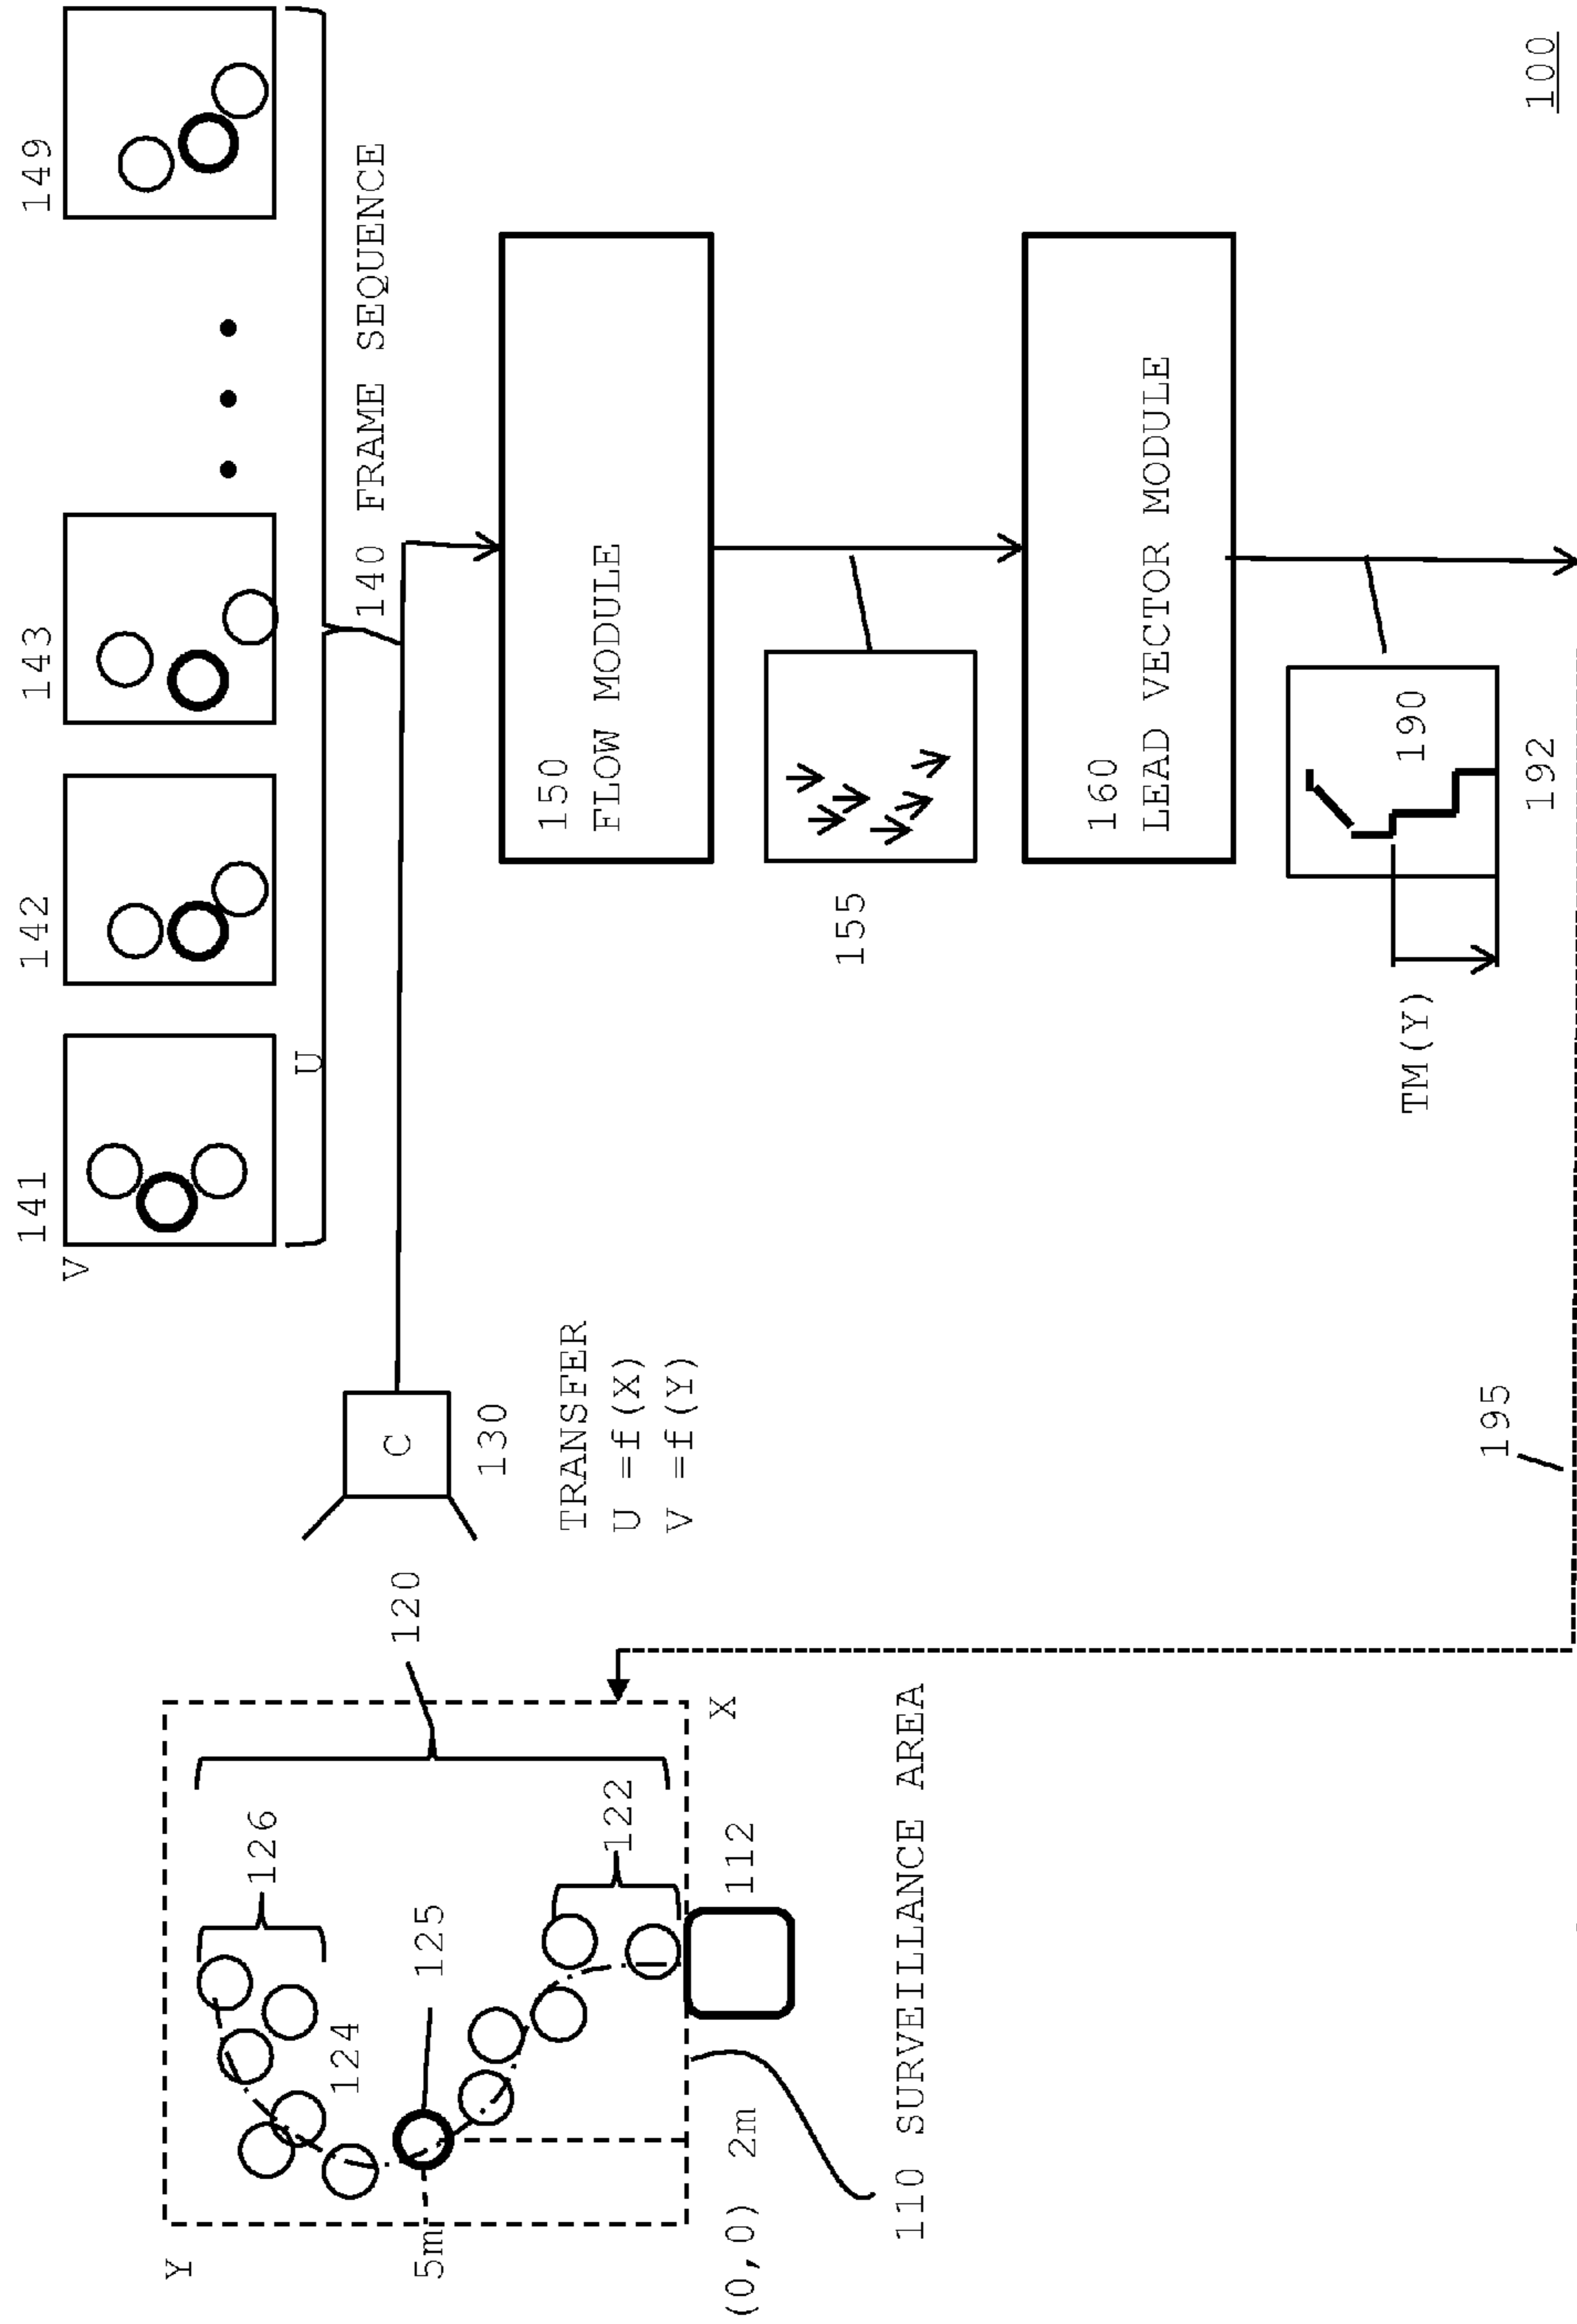 Y
126
120
124
5m
125
122
(0,0) 2m
X
112
110 SURVEILLANCE AREA
C
130
TRANSFER
U =f(X)
V =f(Y)
141
142
143
149
V
U
140 FRAME SEQUENCE
150
FLOW MODULE
155
160
LEAD VECTOR MODULE
TM(Y)
190
192
195
100